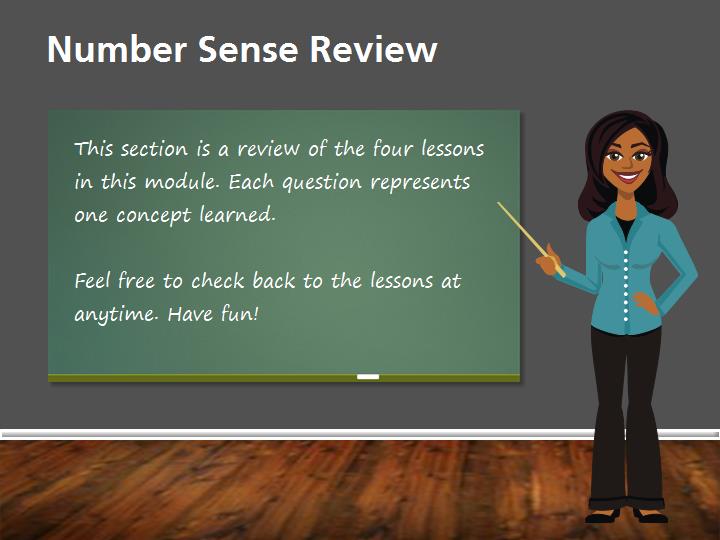 Number Sense Review
This section is a review of the four lessons
in this module. Each question represents
one concept learned.
Feel free to check back to the lessons at
anytime. Have fun!